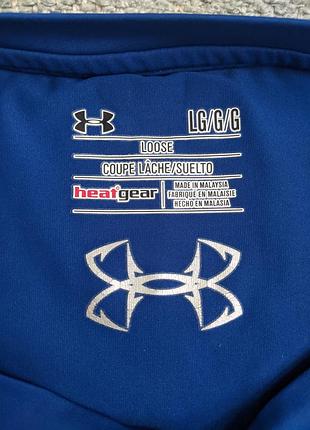 LG/G/G
LOOSE
COUPE LÂCHE/SUELTO
heatgear
MADE IN MALAYSIA
FABRIQUÉ EN MALAISIE
HECHO EN MALASIA